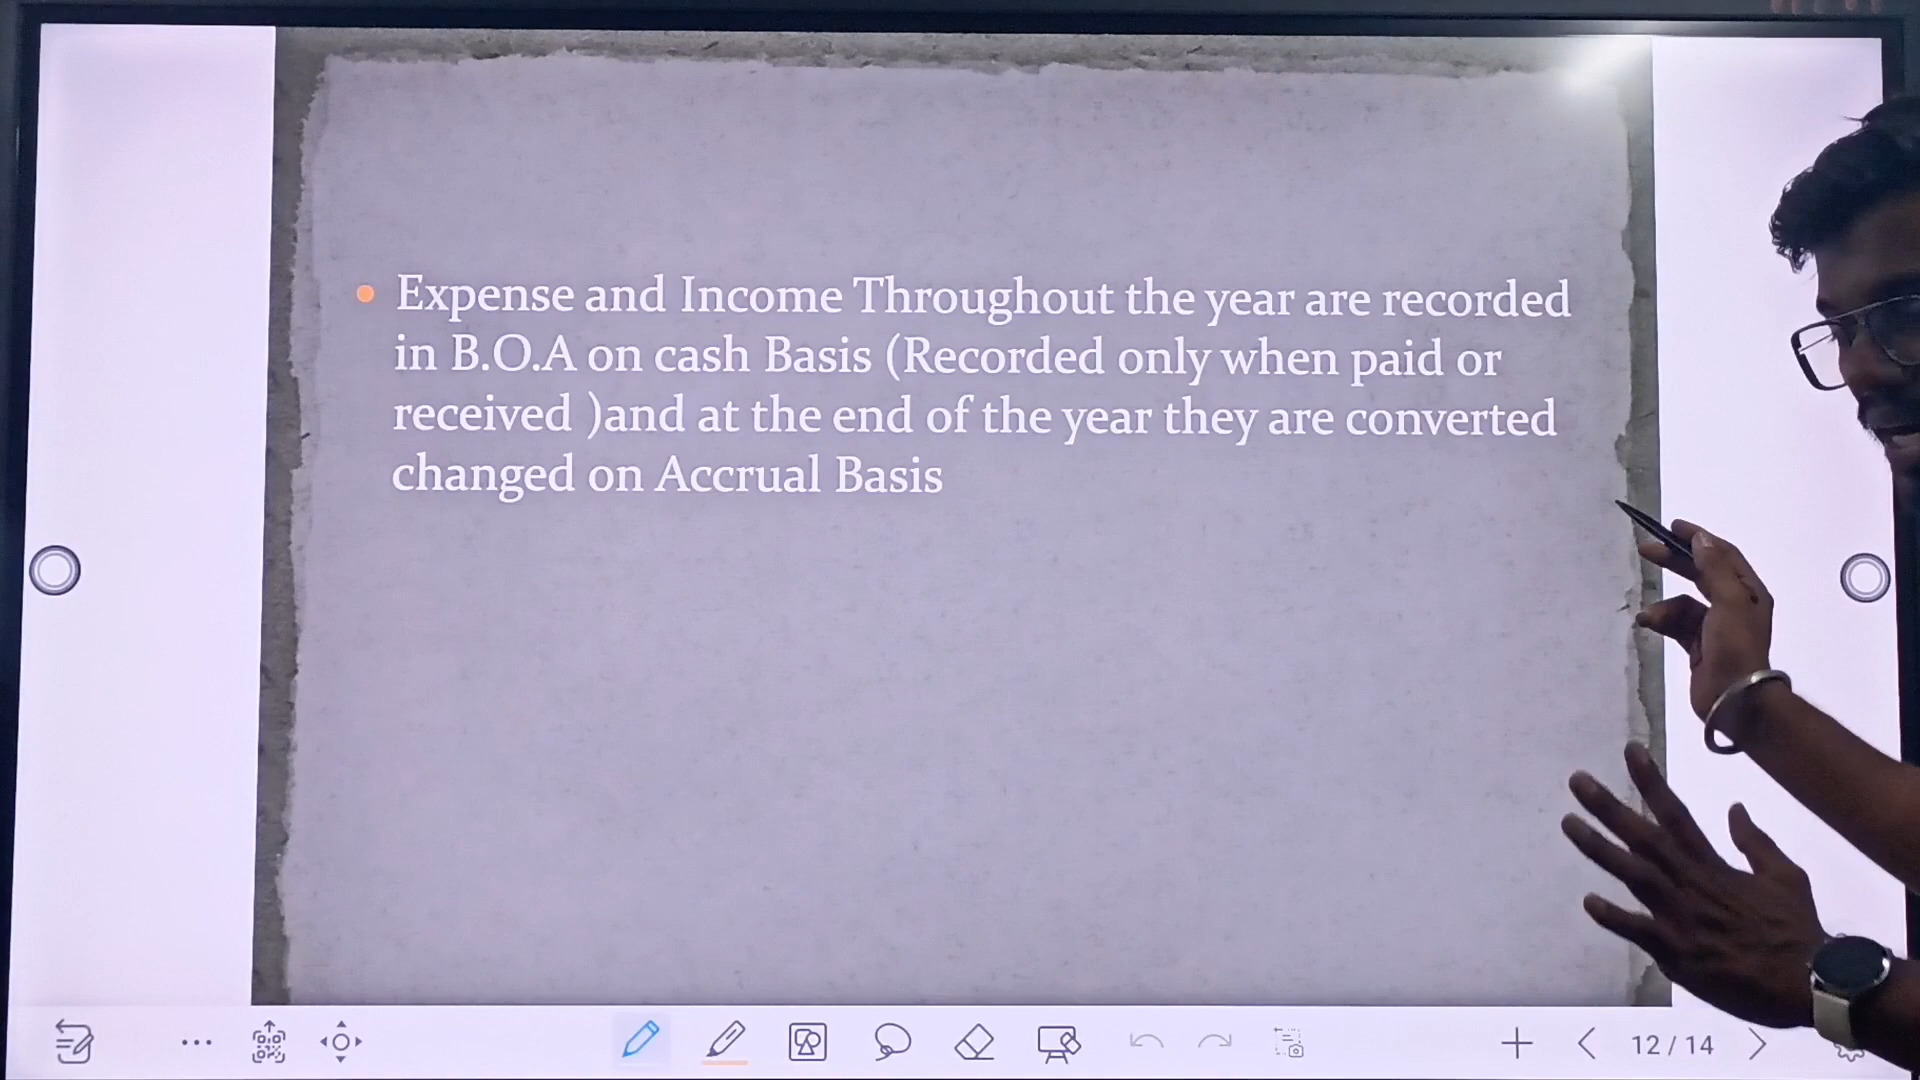 Expense and Income Throughout the year are recorded
in B.O.A on cash Basis (Recorded only when paid or
received )and at the end of the year they are converted
changed on Accrual Basis
12 / 14